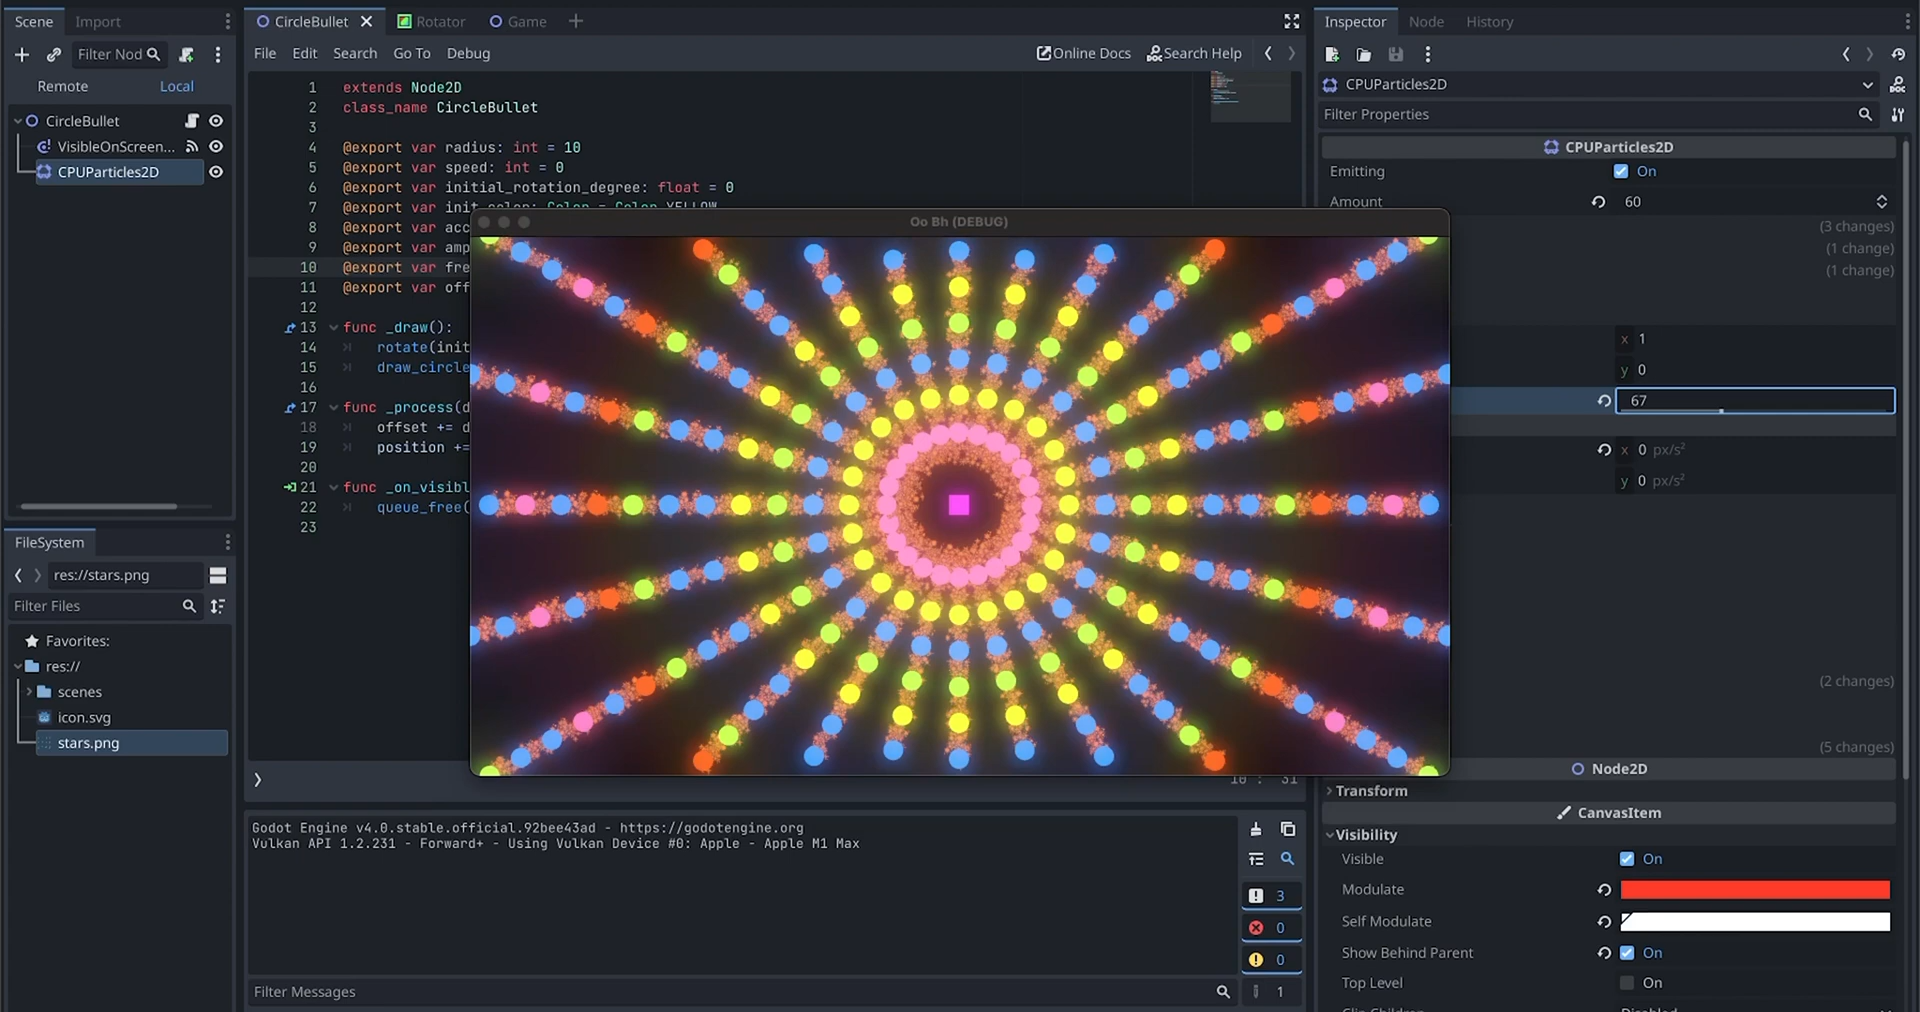 Scene
Import
Filter Nod
Remote
Local
CircleBullet
VisibleOnScreen...
CPUParticles2D
FileSystem
res://stars.png
Filter Files
Favorites:
res://
scenes
icon.svg
stars.png
CircleBullet
Rotator
Game
File
Edit
Search
Go To
Debug
Online Docs
Search Help
1 extends Node2D
2 class_name CircleBullet
3
4 @export var radius: int = 10
5 @export var speed: int = 0
6 @export var initial_rotation_degree: float = 0
7 @export var init_color: Color = Color.YELLOW
8 @export var acc
9 @export var amp
10 @export var fre
11 @export var off
12
13 func _draw():
14 rotate(init
15 draw_circle
16
17 func _process(d
18 offset += d
19 position +=
20
21 func _on_visibl
22 queue_free(
23
Oo Bh (DEBUG)
10 : 31
Godot Engine v4.0.stable.official.92bee43ad - https://godotengine.org
Vulkan API 1.2.231 - Forward+ - Using Vulkan Device #0: Apple - Apple M1 Max
3
0
0
1
Filter Messages
Inspector
Node
History
CPUParticles2D
Filter Properties
CPUParticles2D
Emitting
On
Amount
60
(3 changes)
(1 change)
(1 change)
x 1
y 0
67
x 0 px/s²
y 0 px/s²
(2 changes)
(5 changes)
Node2D
Transform
CanvasItem
Visibility
Visible
On
Modulate
Self Modulate
Show Behind Parent
On
Top Level
On